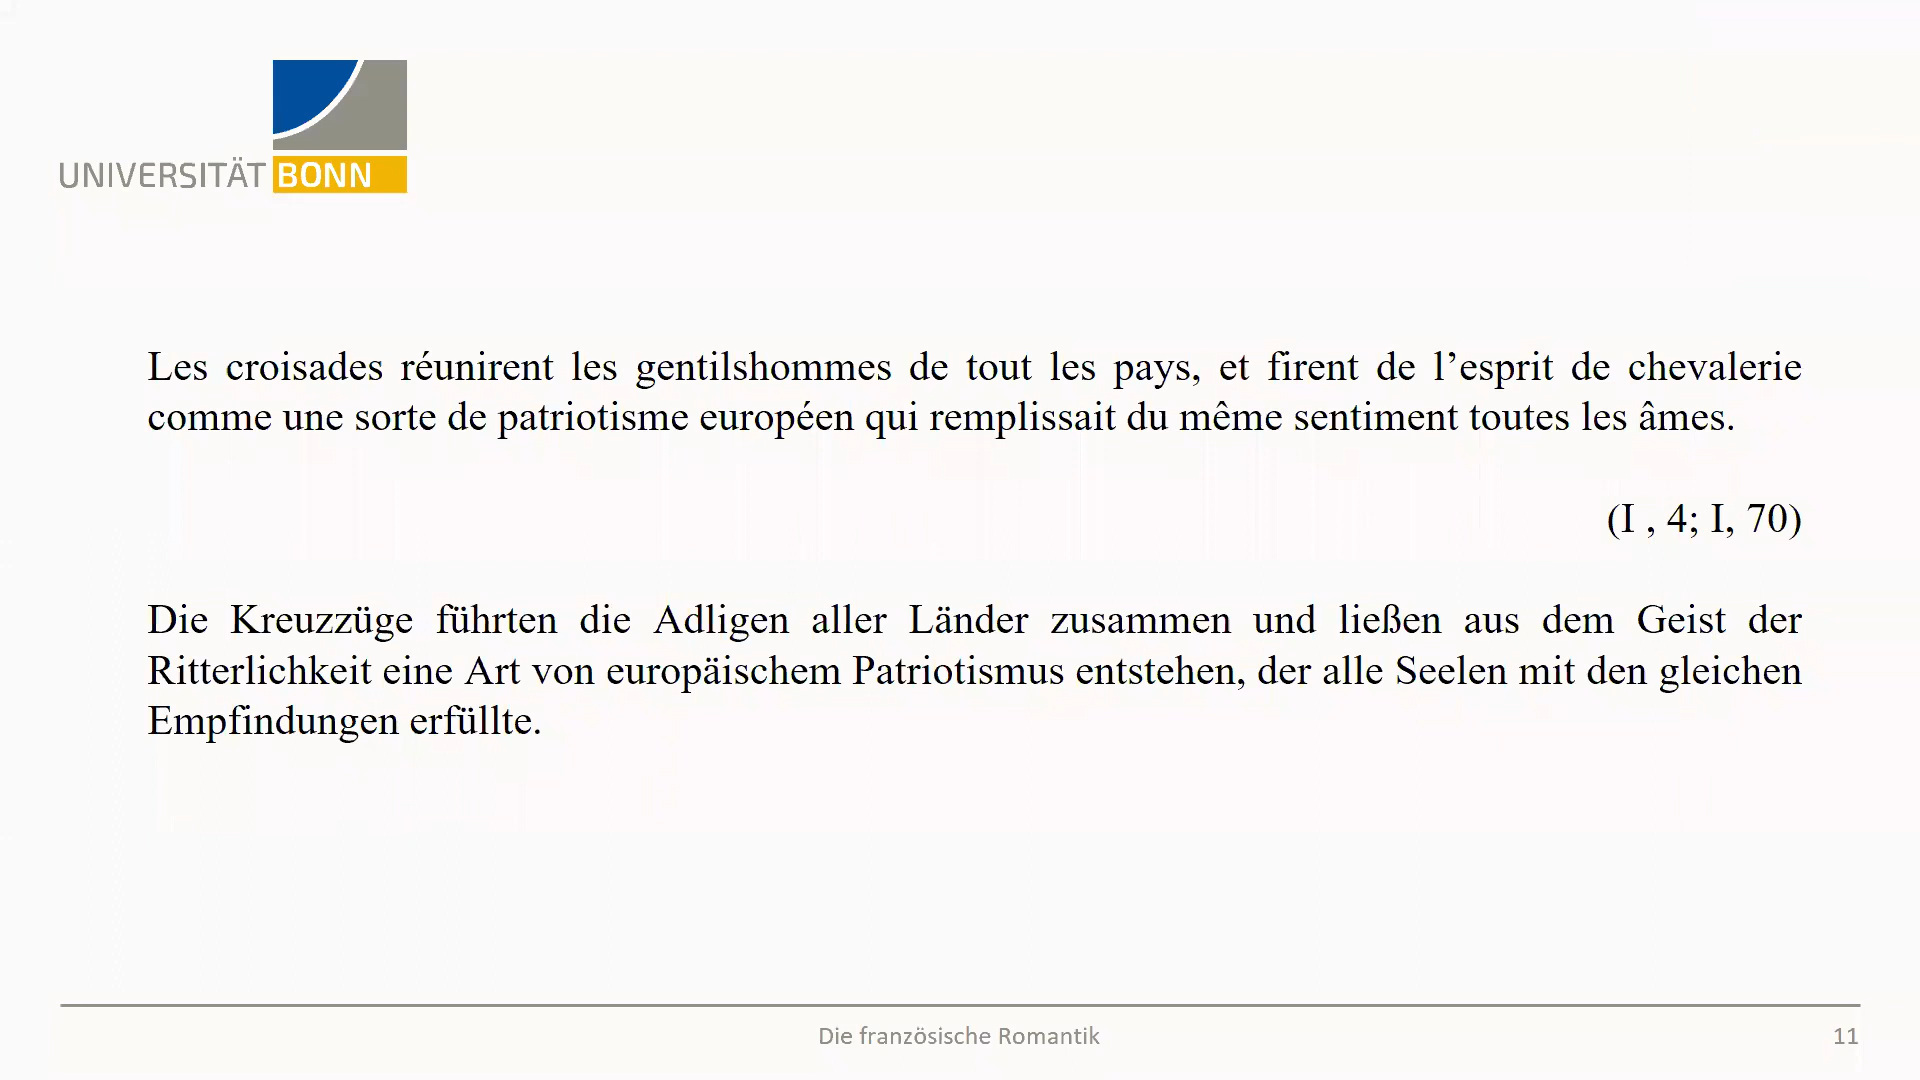 UNIVERSITÄT BONN
Les croisades réunirent les gentilshommes de tout les pays, et firent de l’esprit de chevalerie
comme une sorte de patriotisme européen qui remplissait du même sentiment toutes les âmes.
(I , 4; I, 70)
Die Kreuzzüge führten die Adligen aller Länder zusammen und ließen aus dem Geist der
Ritterlichkeit eine Art von europäischem Patriotismus entstehen, der alle Seelen mit den gleichen
Empfindungen erfüllte.
Die französische Romantik
11